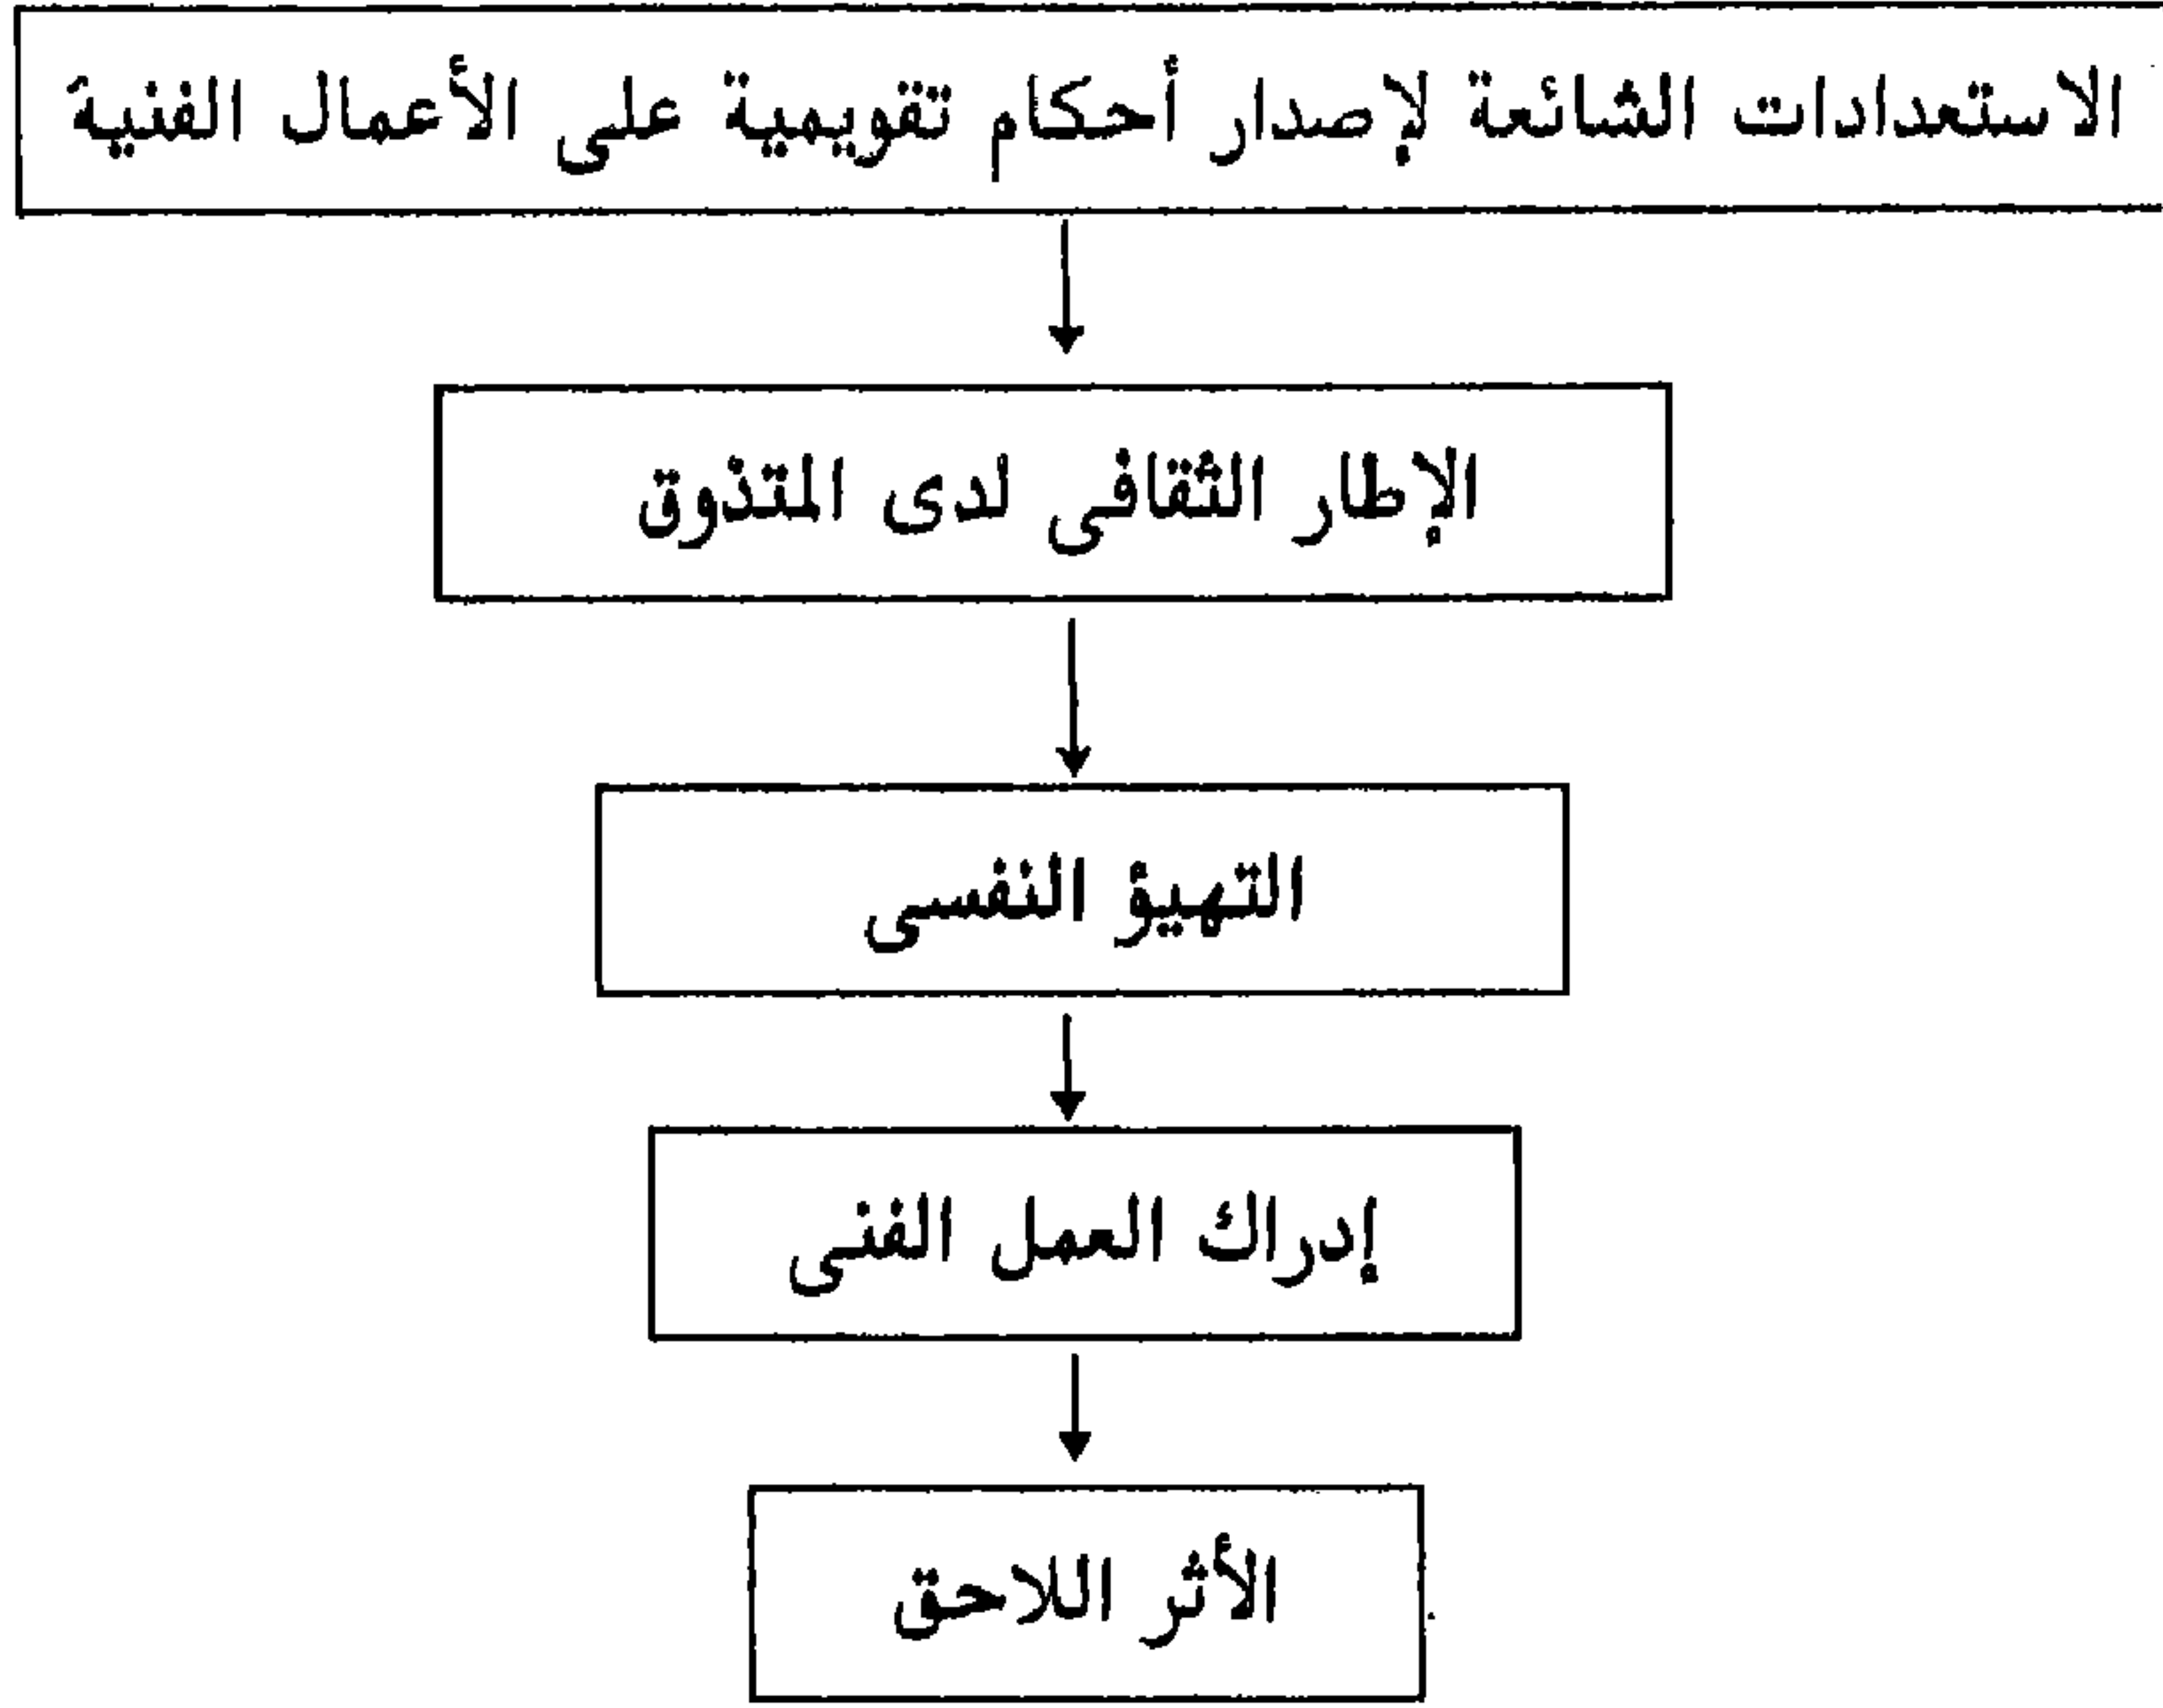 الاستعدادات الشائعة لإصدار أحكام تقويمية على الأعمال الفنية
الإطار الثقافى لدى المتذوق
التهيؤ النفسى
إدراك العمل الفنى
الأثر اللاحق